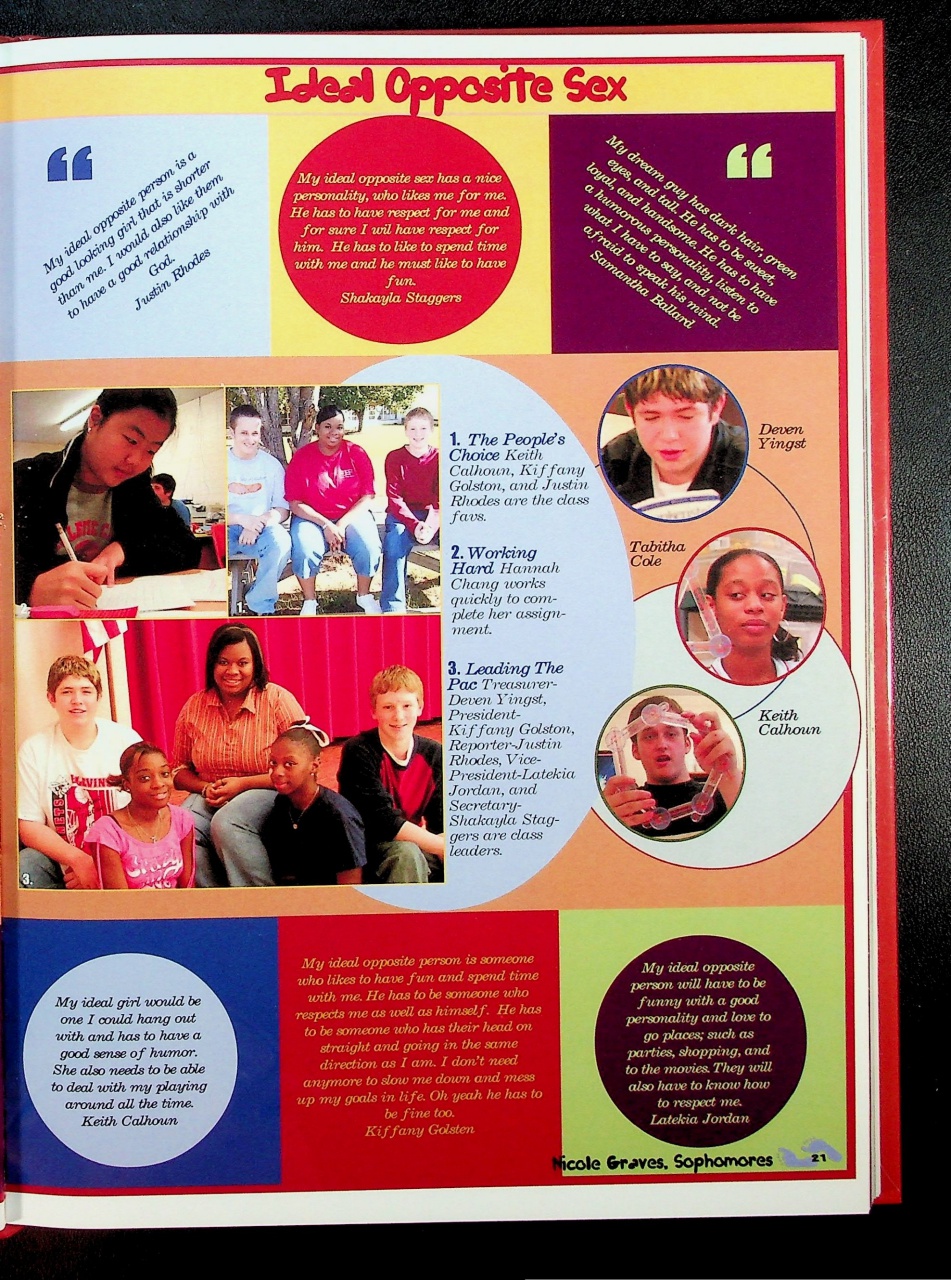 Ideal Opposite Sex
“
My ideal opposite person is a
good looking girl that is shorter
than me. I would also like them
to have a good relationship with
God.
Justin Rhodes
My ideal opposite sex has a nice
personality, who likes me for me.
He has to have respect for me and
for sure I wil have respect for
him. He has to like to spend time
with me and he must like to have
fun.
Shakayla Staggers
“
My dream guy has dark hair, green
eyes, and tall. He has to be sweet,
loyal, and handsome. He has to have
a humorous personality, listen to
what I have to say, and not be
afraid to speak his mind.
Samantha Ballard
1.
3.
1. The People's
Choice Keith
Calhoun, Kiffany
Golston, and Justin
Rhodes are the class
favs.
2. Working
Hard Hannah
Chang works
quickly to com-
plete her assign-
ment.
3. Leading The
Pac Treasurer-
Deven Yingst,
President-
Kiffany Golston,
Reporter-Justin
Rhodes, Vice-
President-Latekia
Jordan, and
Secretary-
Shakayla Stag-
gers are class
leaders.
Deven
Yingst
Tabitha
Cole
Keith
Calhoun
My ideal girl would be
one I could hang out
with and has to have a
good sense of humor.
She also needs to be able
to deal with my playing
around all the time.
Keith Calhoun
My ideal opposite person is someone
who likes to have fun and spend time
with me. He has to be someone who
respects me as well as himself. He has
to be someone who has their head on
straight and going in the same
direction as I am. I don't need
anymore to slow me down and mess
up my goals in life. Oh yeah he has to
be fine too.
Kiffany Golsten
My ideal opposite
person will have to be
funny with a good
personality and love to
go places; such as
parties, shopping, and
to the movies. They will
also have to know how
to respect me.
Latekia Jordan
Nicole Graves, Sophomores
21